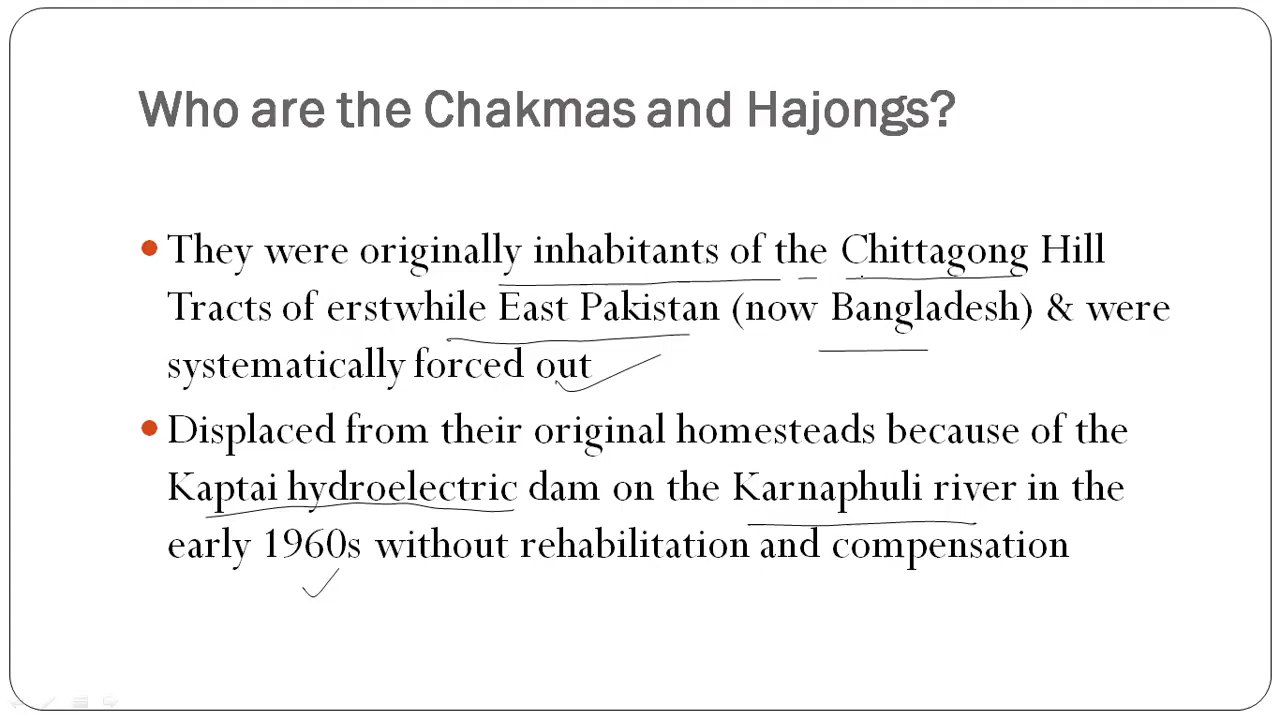 Who are the Chakmas and Hajongs?
• They were originally inhabitants of the Chittagong Hill
Tracts of erstwhile East Pakistan (now Bangladesh) & were
systematically forced out
• Displaced from their original homesteads because of the
Kaptai hydroelectric dam on the Karnaphuli river in the
early 1960s without rehabilitation and compensation